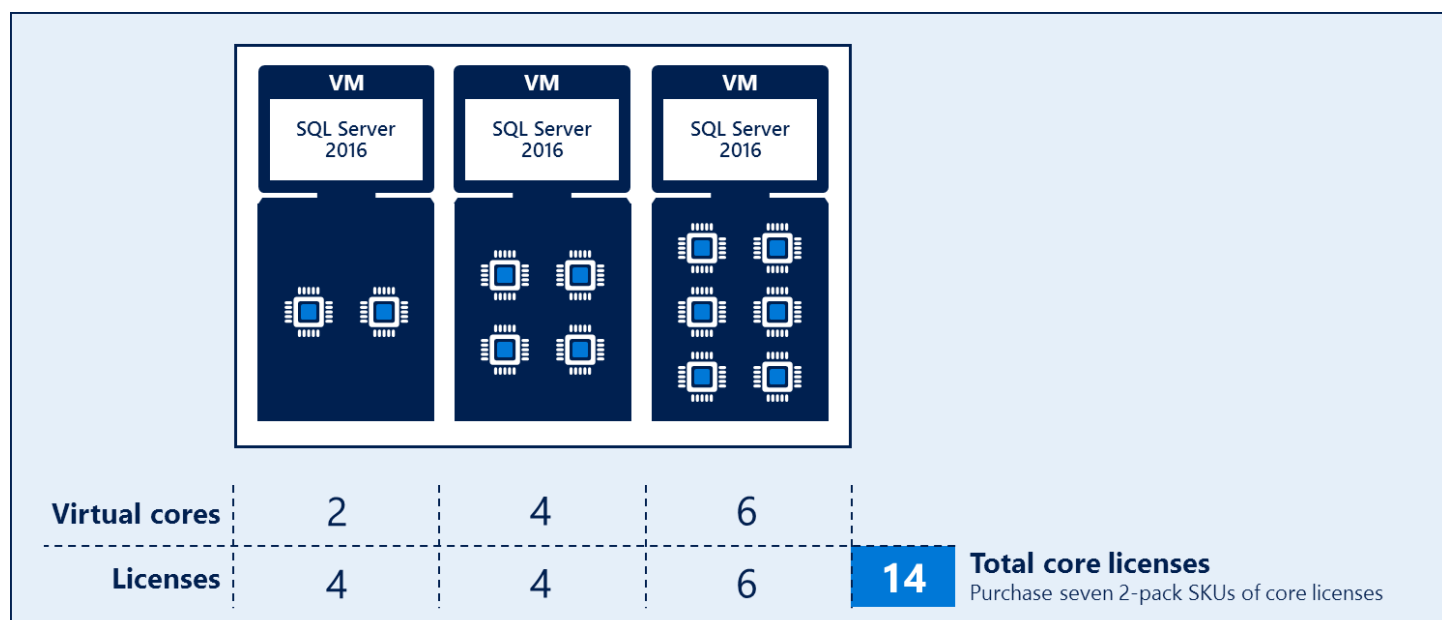 VM
SQL Server
2016
VM
SQL Server
2016
VM
SQL Server
2016
Virtual cores 2 4 6
Licenses 4 4 6 14
Total core licenses
Purchase seven 2-pack SKUs of core licenses